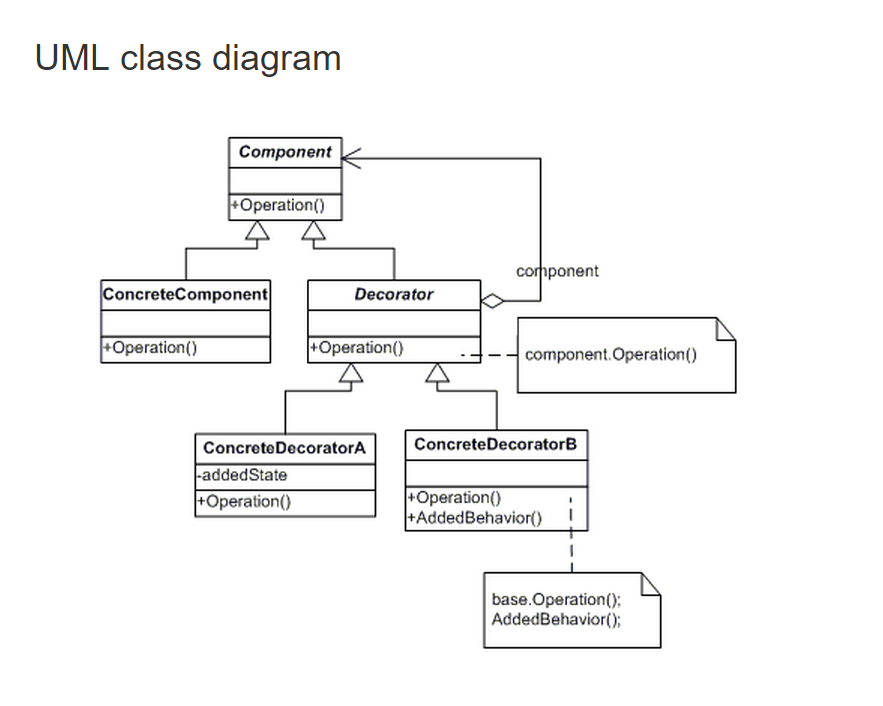 UML class diagram
Component
+Operation()
component
ConcreteComponent
+Operation()
Decorator
+Operation()
component.Operation()
ConcreteDecoratorA
-addedState
+Operation()
ConcreteDecoratorB
+Operation()
+AddedBehavior()
base.Operation();
AddedBehavior();